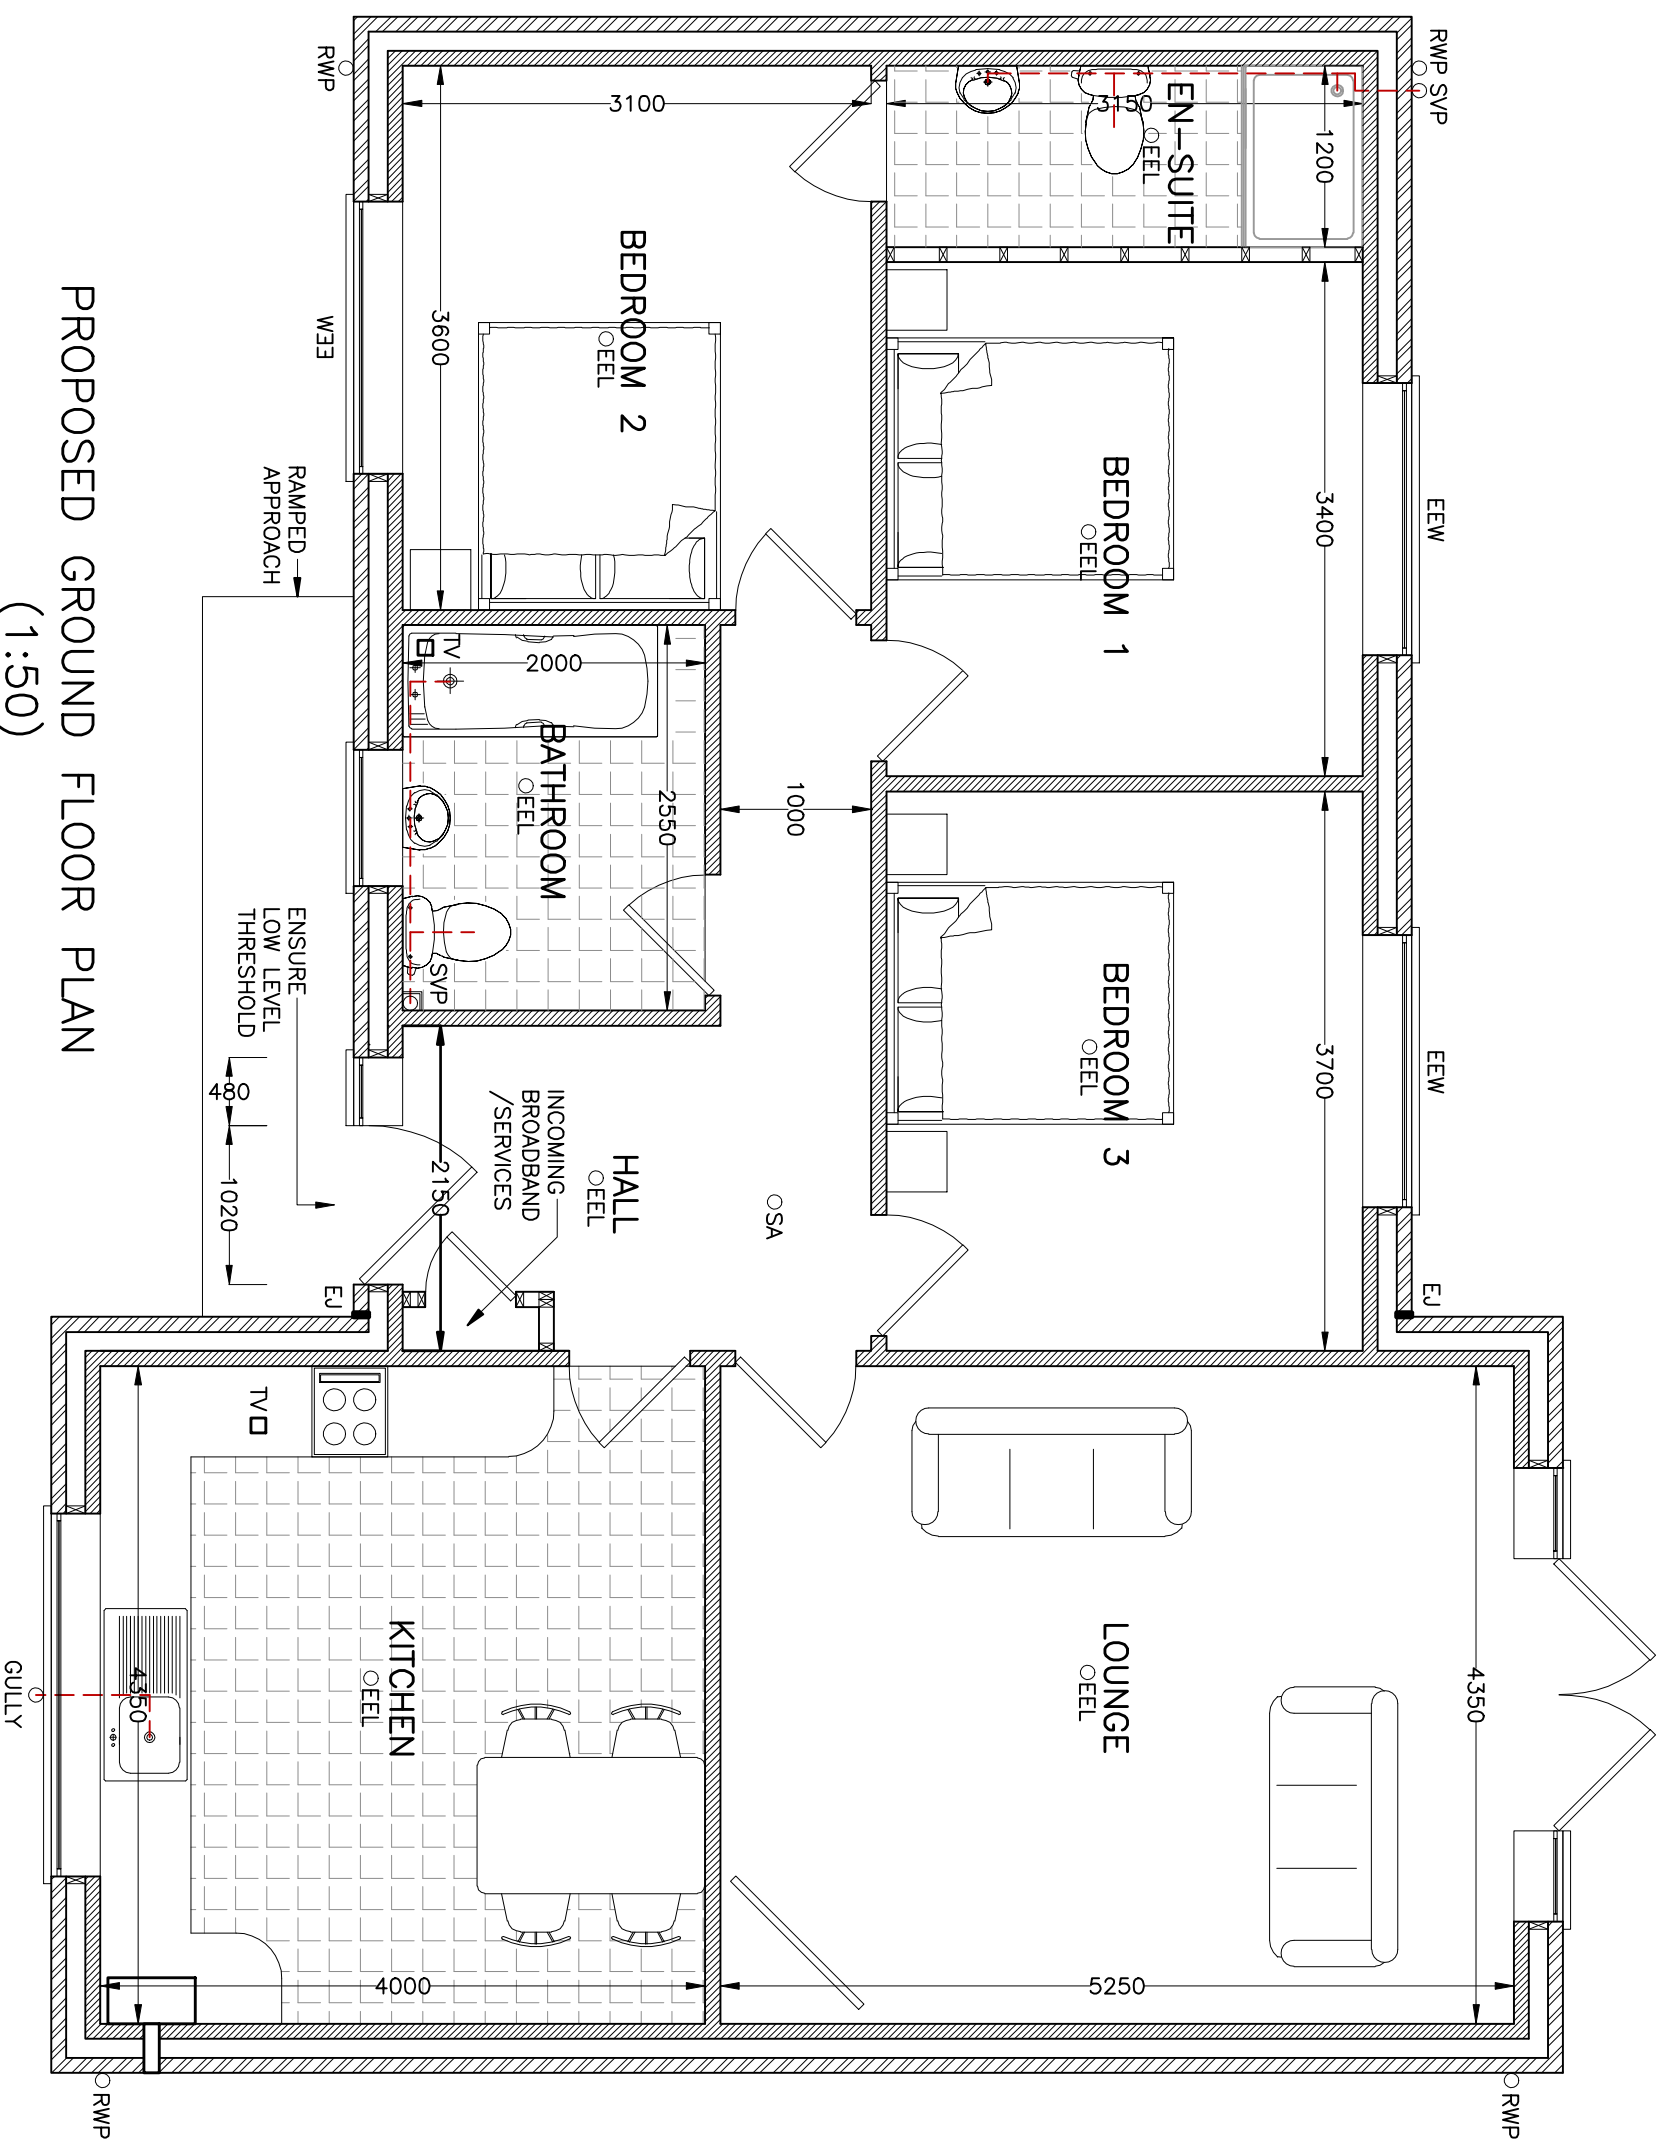 RWP
SVP
RWP
EN-SUITE
EEL
3150
1200
3100
BEDROOM 2
EEL
3600
EEW
BEDROOM 1
EEL
3400
EEW
RAMPED
APPROACH
TV
2000
BATHROOM
EEL
2550
SVP
1000
BEDROOM 3
EEL
3700
EEW
ENSURE
LOW LEVEL
THRESHOLD
480
1020
2150
INCOMING
BROADBAND
/SERVICES
HALL
EEL
SA
EJ
EJ
TV
KITCHEN
EEL
4350
4000
GULLY
LOUNGE
EEL
4350
5250
RWP
RWP
PROPOSED GROUND FLOOR PLAN
(1:50)